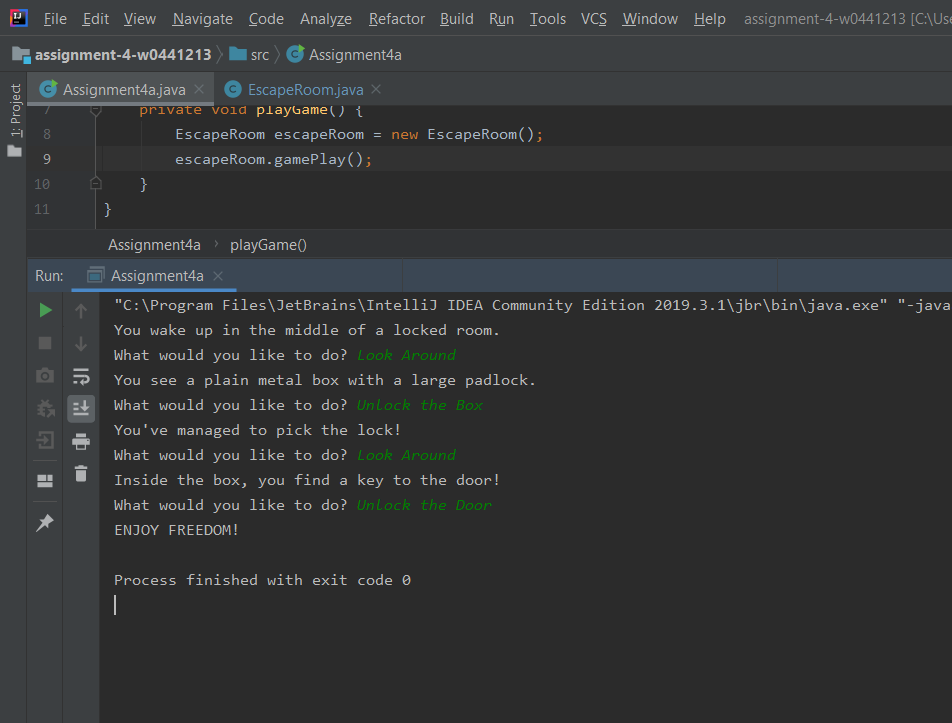 File Edit View Navigate Code Analyze Refactor Build Run Tools VCS Window Help assignment-4-w0441213 [C:\Use
assignment-4-w0441213 src Assignment4a
Assignment4a.java EscapeRoom.java
1: Project
7 private void playGame() {
8 EscapeRoom escapeRoom = new EscapeRoom();
9 escapeRoom.gamePlay();
10 }
11 }
Assignment4a playGame()
Run: Assignment4a
"C:\Program Files\JetBrains\IntelliJ IDEA Community Edition 2019.3.1\jbr\bin\java.exe" "-java
You wake up in the middle of a locked room.
What would you like to do? Look Around
You see a plain metal box with a large padlock.
What would you like to do? Unlock the Box
You've managed to pick the lock!
What would you like to do? Look Around
Inside the box, you find a key to the door!
What would you like to do? Unlock the Door
ENJOY FREEDOM!
Process finished with exit code 0